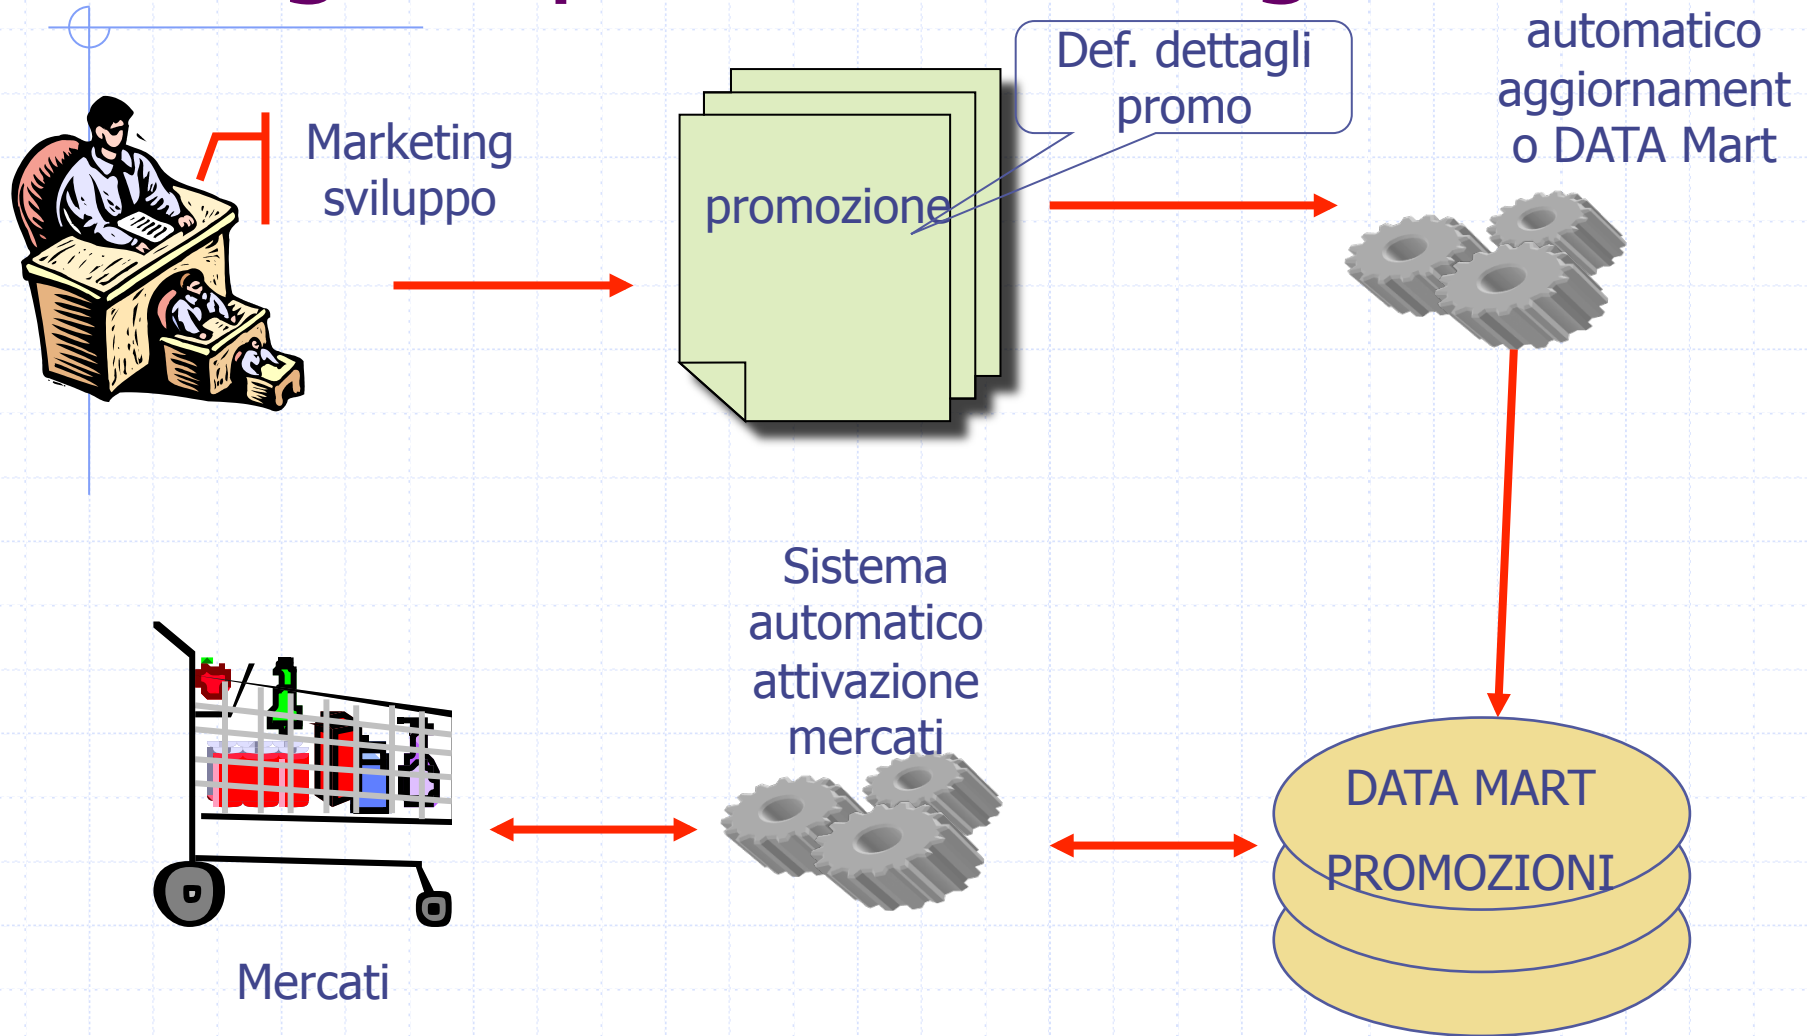 Def. dettagli
promo
automatico
aggiornament
o DATA Mart
Marketing
sviluppo
promozione
Sistema
automatico
attivazione
mercati
DATA MART
PROMOZIONI
Mercati